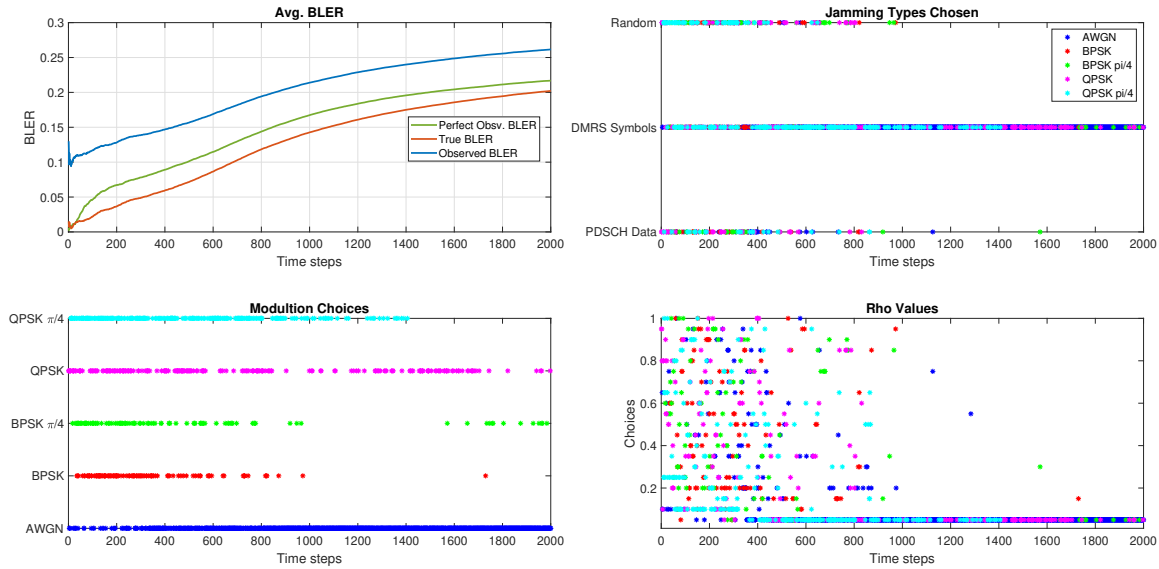 Avg. BLER
0.3
0.25
0.2
0.15
0.1
0.05
0
BLER
Perfect Obsv. BLER
True BLER
Observed BLER
0 200 400 600 800 1000 1200 1400 1600 1800 2000
Time steps
Jamming Types Chosen
Random
DMRS Symbols
PDSCH Data
AWGN
BPSK
BPSK pi/4
QPSK
QPSK pi/4
0 200 400 600 800 1000 1200 1400 1600 1800 2000
Time steps
Modultion Choices
QPSK π/4
QPSK
BPSK π/4
BPSK
AWGN
0 200 400 600 800 1000 1200 1400 1600 1800 2000
Time steps
Rho Values
1
0.8
0.6
0.4
0.2
Choices
0 200 400 600 800 1000 1200 1400 1600 1800 2000
Time steps